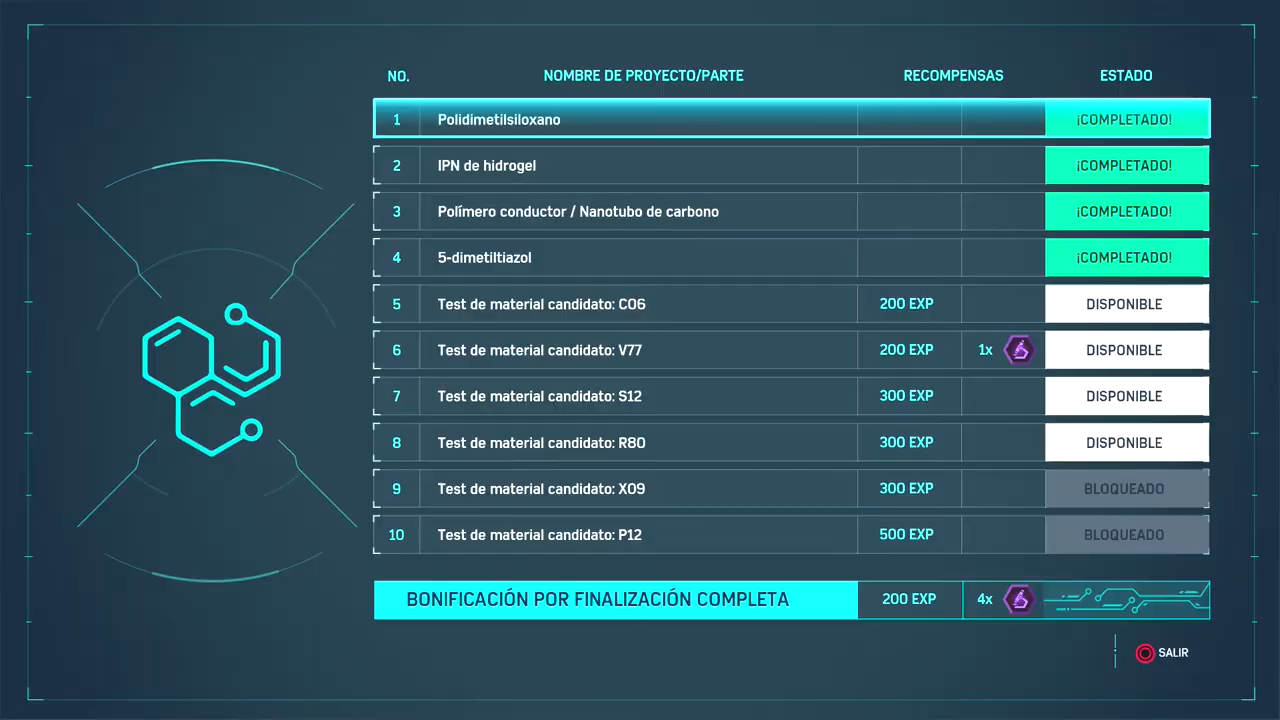 NO. NOMBRE DE PROYECTO/PARTE RECOMPENSAS ESTADO
1 Polidimetilsiloxano ¡COMPLETADO!
2 IPN de hidrogel ¡COMPLETADO!
3 Polímero conductor / Nanotubo de carbono ¡COMPLETADO!
4 5-dimetiltiazol ¡COMPLETADO!
5 Test de material candidato: C06 200 EXP DISPONIBLE
6 Test de material candidato: V77 200 EXP 1x DISPONIBLE
7 Test de material candidato: S12 300 EXP DISPONIBLE
8 Test de material candidato: R80 300 EXP DISPONIBLE
9 Test de material candidato: X09 300 EXP BLOQUEADO
10 Test de material candidato: P12 500 EXP BLOQUEADO
BONIFICACIÓN POR FINALIZACIÓN COMPLETA 200 EXP 4x
SALIR